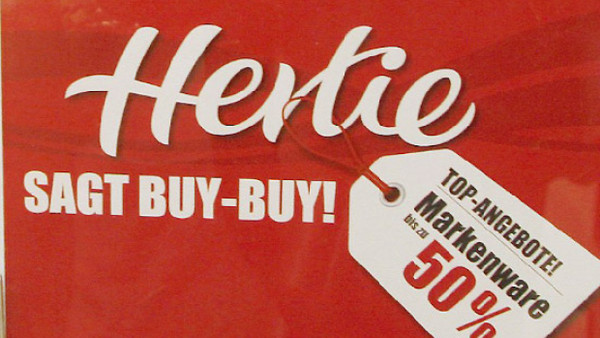 Hertie
SAGT BUY-BUY!
TOP-ANGEBOTE!
Markenware
bis zu
50%